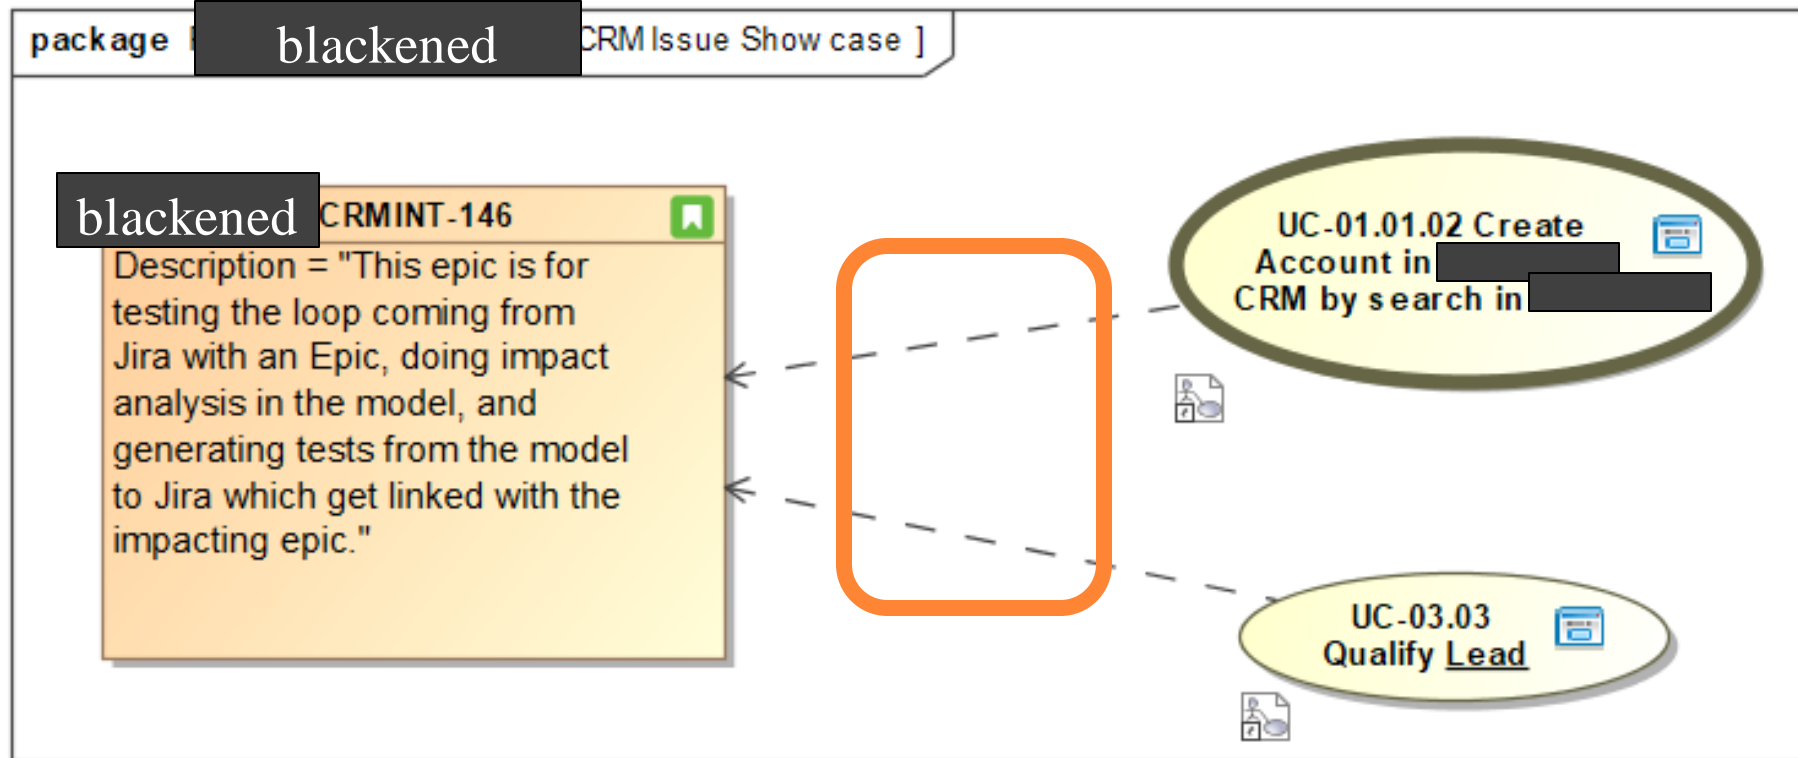 package
blackened
CRM Issue Show case ]
blackened
CRMINT-146
Description = "This epic is for
testing the loop coming from
Jira with an Epic, doing impact
analysis in the model, and
generating tests from the model
to Jira which get linked with the
impacting epic."
UC-01.01.02 Create
Account in
CRM by search in
UC-03.03
Qualify Lead